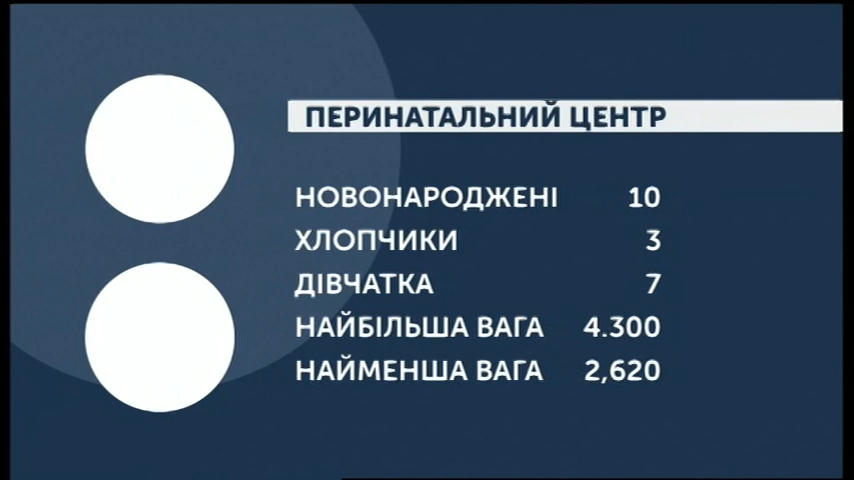 ПЕРИНАТАЛЬНИЙ ЦЕНТР
НОВОНАРОДЖЕНІ 10
ХЛОПЧИКИ 3
ДІВЧАТКА 7
НАЙБІЛЬША ВАГА 4.300
НАЙМЕНША ВАГА 2,620